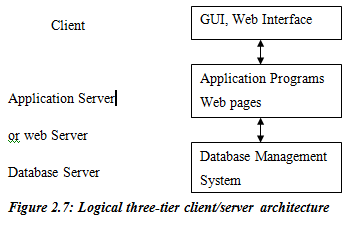 Client
GUI, Web Interface
Application Programs
Web pages
Application Server
or web Server
Database Server
Database Management
System
Figure 2.7: Logical three-tier client/server architecture